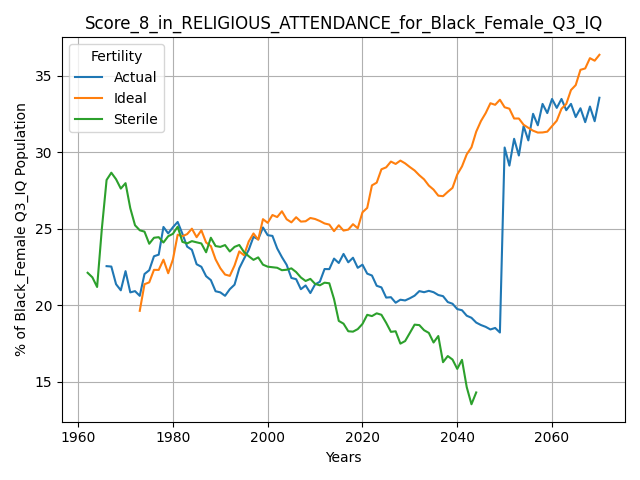 Score_8_in_RELIGIOUS_ATTENDANCE_for_Black_Female_Q3_IQ
Fertility
Actual
Ideal
Sterile
% of Black_Female Q3_IQ Population
35
30
25
20
15
1960 1980 2000 2020 2040 2060
Years